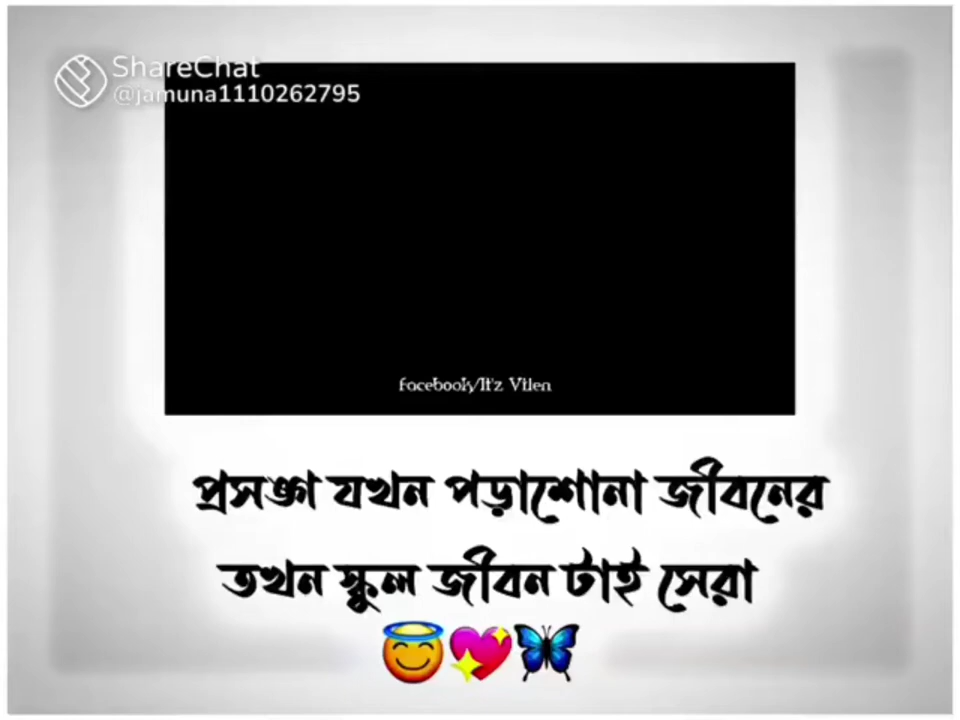 ShareChat
@jamuna1110262795
facebook/It'z Vilen
প্রসঙ্গ যখন পড়াশোনা জীবনের
তখন স্কুল জীবন টাই সেরা
😇💖🦋